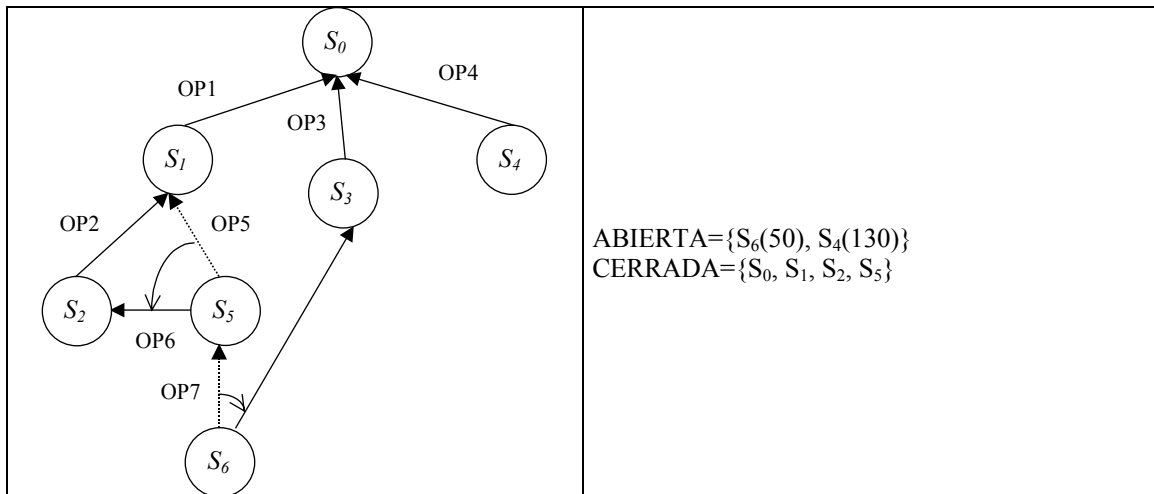 S0
OP4
OP1
OP3
S1
S4
S3
OP2
OP5
ABIERTA={S6(50), S4(130)}
CERRADA={S0, S1, S2, S5}
S2
S5
OP6
OP7
S6